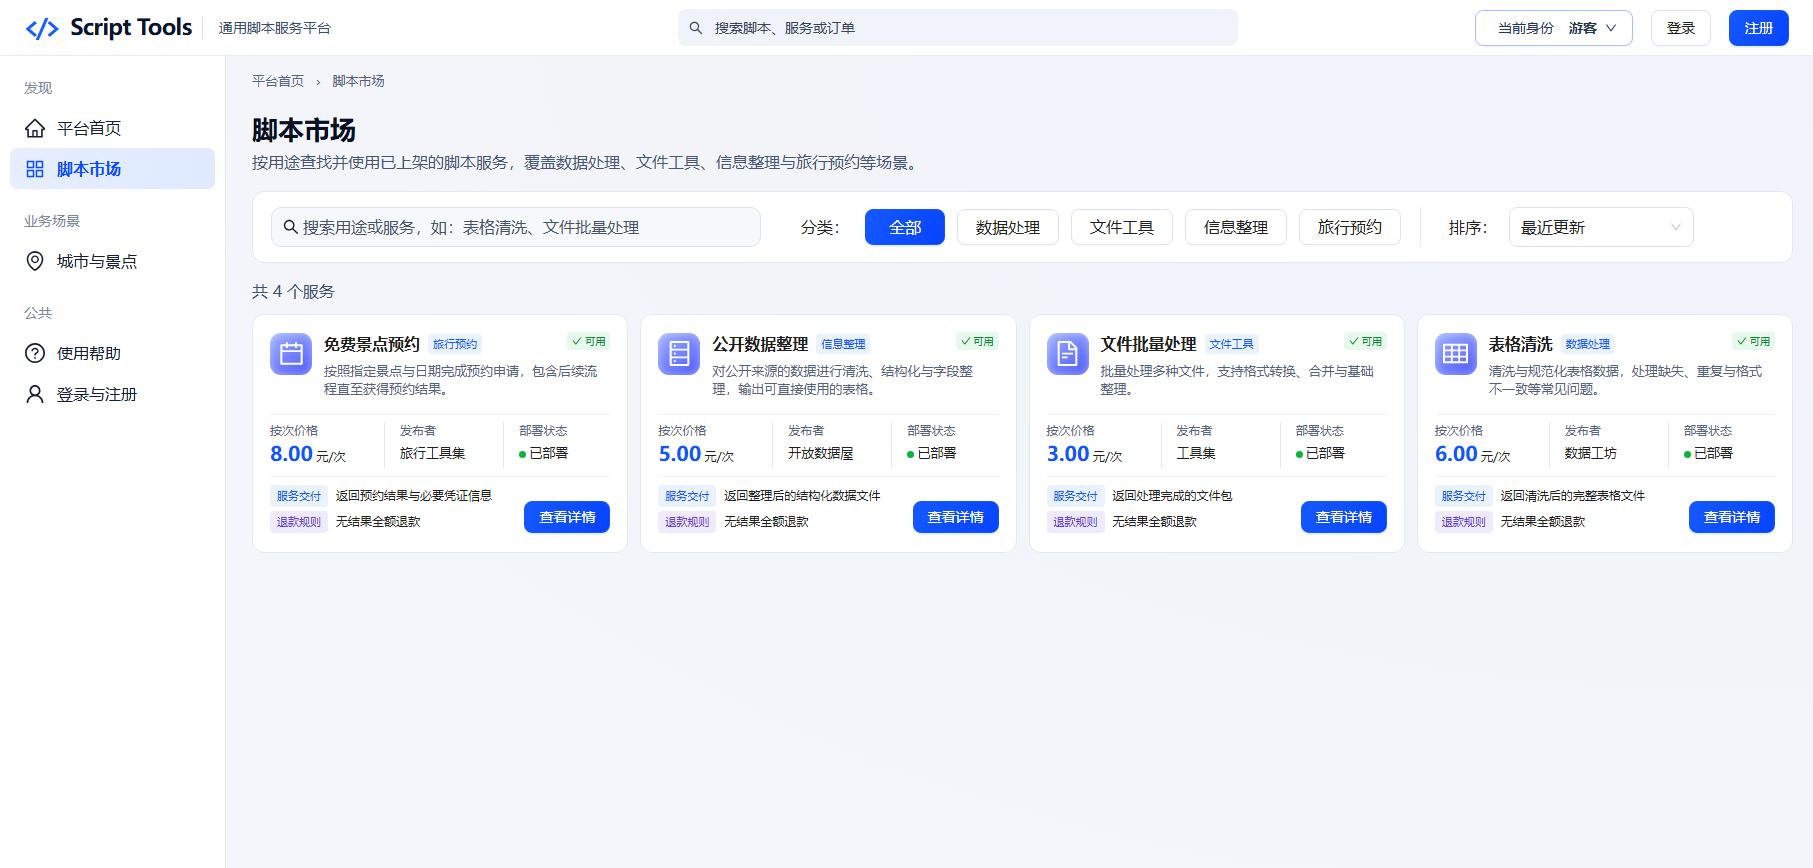 </> Script Tools 通用脚本服务平台 搜索脚本、服务或订单 当前身份 游客 登录 注册
发现
平台首页
脚本市场
业务场景
城市与景点
公共
使用帮助
登录与注册
平台首页 › 脚本市场
脚本市场
按用途查找并使用已上架的脚本服务，覆盖数据处理、文件工具、信息整理与旅行预约等场景。
搜索用途或服务，如：表格清洗、文件批量处理 分类： 全部 数据处理 文件工具 信息整理 旅行预约 排序： 最近更新
共 4 个服务
免费景点预约 旅行预约 可用
按照指定景点与日期完成预约申请，包含后续流
程直至获得预约结果。
按次价格 发布者 部署状态
8.00 元/次 旅行工具集 已部署
服务交付 返回预约结果与必要凭证信息
退款规则 无结果全额退款
查看详情
公开数据整理 信息整理 可用
对公开来源的数据进行清洗、结构化与字段整
理，输出可直接使用的表格。
按次价格 发布者 部署状态
5.00 元/次 开放数据屋 已部署
服务交付 返回整理后的结构化数据文件
退款规则 无结果全额退款
查看详情
文件批量处理 文件工具 可用
批量处理多种文件，支持格式转换、合并与基础
整理。
按次价格 发布者 部署状态
3.00 元/次 工具集 已部署
服务交付 返回处理完成的文件包
退款规则 无结果全额退款
查看详情
表格清洗 数据处理 可用
清洗与规范化表格数据，处理缺失、重复与格式
不一致等常见问题。
按次价格 发布者 部署状态
6.00 元/次 数据工坊 已部署
服务交付 返回清洗后的完整表格文件
退款规则 无结果全额退款
查看详情